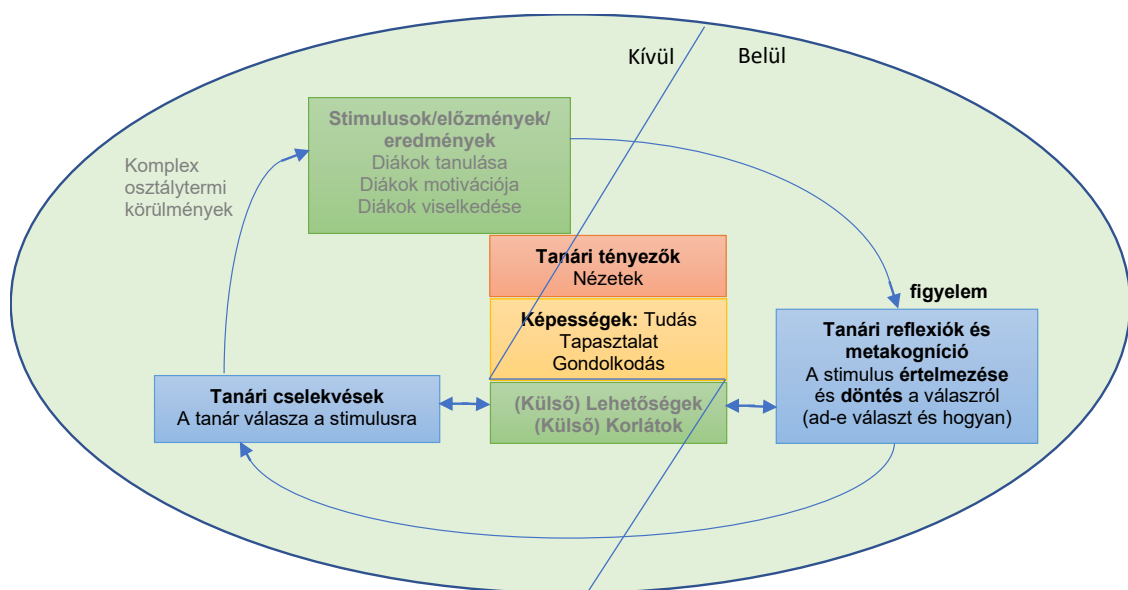 Kívül
Belül
Stimulusok/előzmények/
eredmények
Diákok tanulása
Diákok motivációja
Diákok viselkedése
Komplex
osztálytermi
körülmények
Tanári tényezők
Nézetek
Képességek: Tudás
Tapasztalat
Gondolkodás
(Külső) Lehetőségek
(Külső) Korlátok
figyelem
Tanári reflexiók és
metakogníció
A stimulus értelmezése
és döntés a válaszról
(ad-e választ és hogyan)
Tanári cselekvések
A tanár válasza a stimulusra